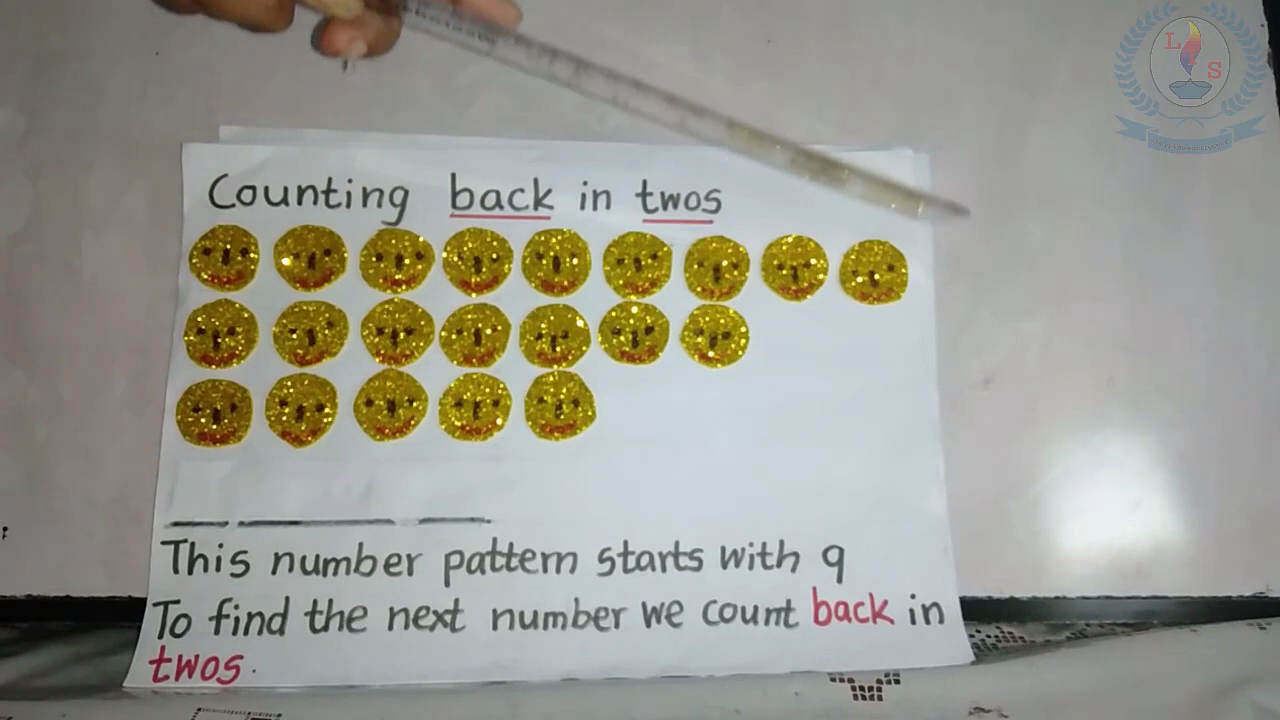 Counting back in twos
This number pattern starts with 9
To find the next number we count back in
twos.
L
S